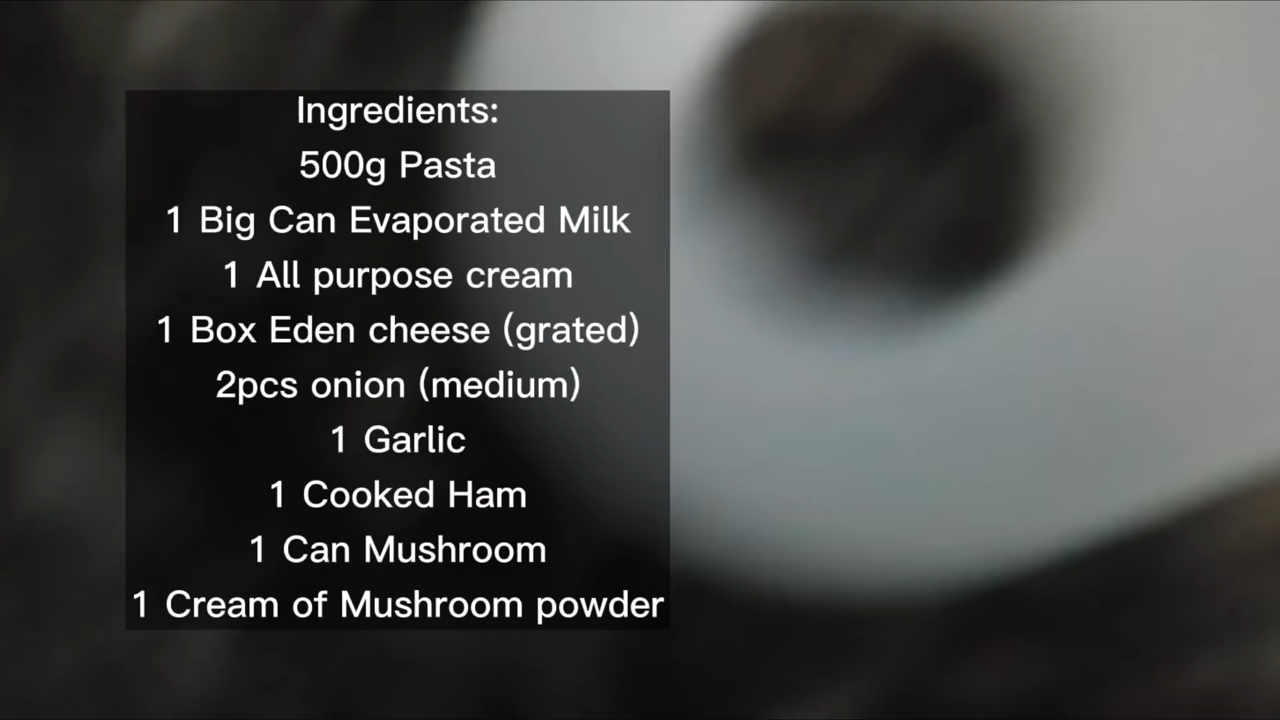 Ingredients:
500g Pasta
1 Big Can Evaporated Milk
1 All purpose cream
1 Box Eden cheese (grated)
2pcs onion (medium)
1 Garlic
1 Cooked Ham
1 Can Mushroom
1 Cream of Mushroom powder